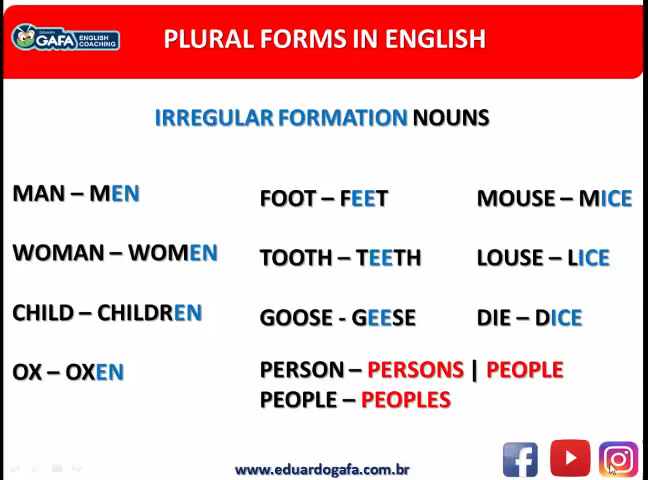 Eduardo
GAFA ENGLISH COACHING
PLURAL FORMS IN ENGLISH
IRREGULAR FORMATION NOUNS
MAN – MEN
WOMAN – WOMEN
CHILD – CHILDREN
OX – OXEN
FOOT – FEET
TOOTH – TEETH
GOOSE - GEESE
PERSON – PERSONS | PEOPLE
PEOPLE – PEOPLES
MOUSE – MICE
LOUSE – LICE
DIE – DICE
www.eduardogafa.com.br